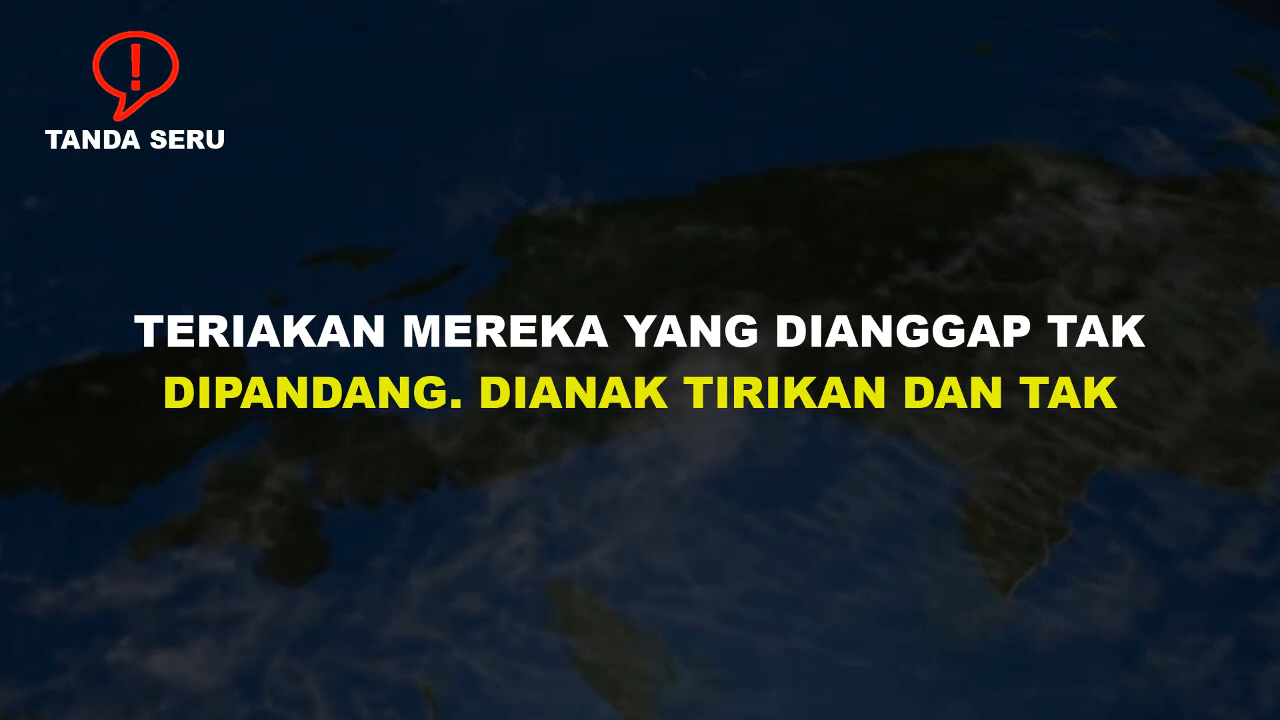 !
TANDA SERU
TERIAKAN MEREKA YANG DIANGGAP TAK
DIPANDANG. DIANAK TIRIKAN DAN TAK